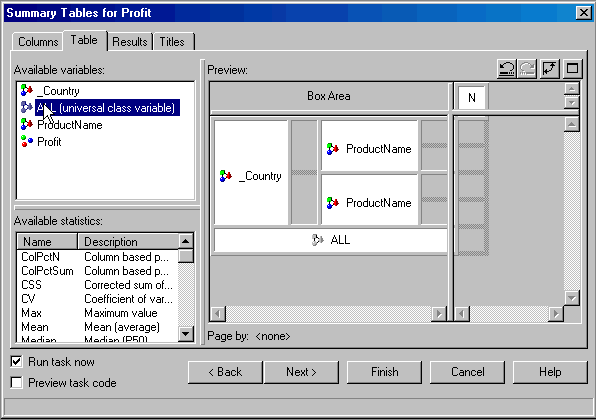 Summary Tables for Profit
Columns Table Results Titles
Available variables:
_Country
ALL (universal class variable)
ProductName
Profit
Available statistics:
Name Description
ColPctN Column based p...
ColPctSum Column based p...
CSS Corrected sum of...
CV Coefficient of var...
Max Maximum value
Mean Mean (average)
Median Median (P50)
Preview:
Box Area
N
_Country
ProductName
ProductName
ALL
Page by: <none>
Run task now
Preview task code
< Back Next > Finish Cancel Help